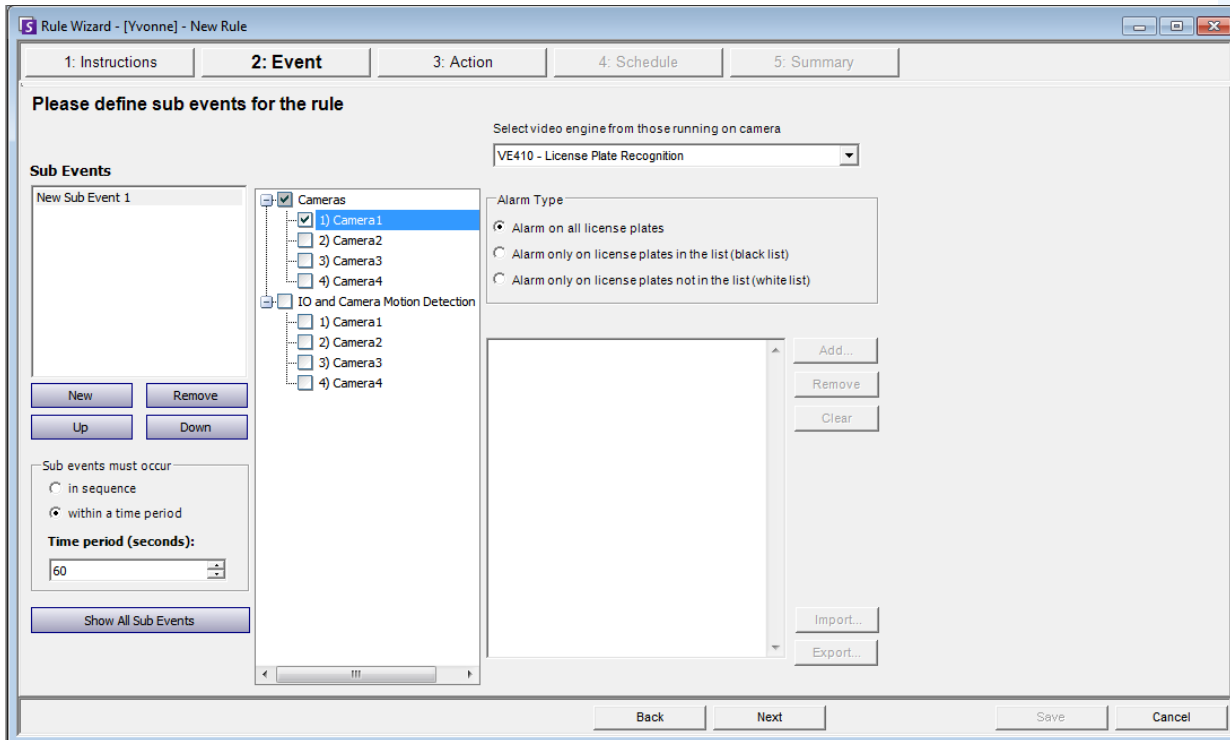 Rule Wizard - [Yvonne] - New Rule
1: Instructions
2: Event
3: Action
4: Schedule
5: Summary
Please define sub events for the rule
Select video engine from those running on camera
VE410 - License Plate Recognition
Sub Events
New Sub Event 1
New
Remove
Up
Down
Sub events must occur
in sequence
within a time period
Time period (seconds):
60
Show All Sub Events
Cameras
1) Camera1
2) Camera2
3) Camera3
4) Camera4
IO and Camera Motion Detection
1) Camera1
2) Camera2
3) Camera3
4) Camera4
Alarm Type
Alarm on all license plates
Alarm only on license plates in the list (black list)
Alarm only on license plates not in the list (white list)
Add...
Remove
Clear
Import...
Export...
Back
Next
Save
Cancel